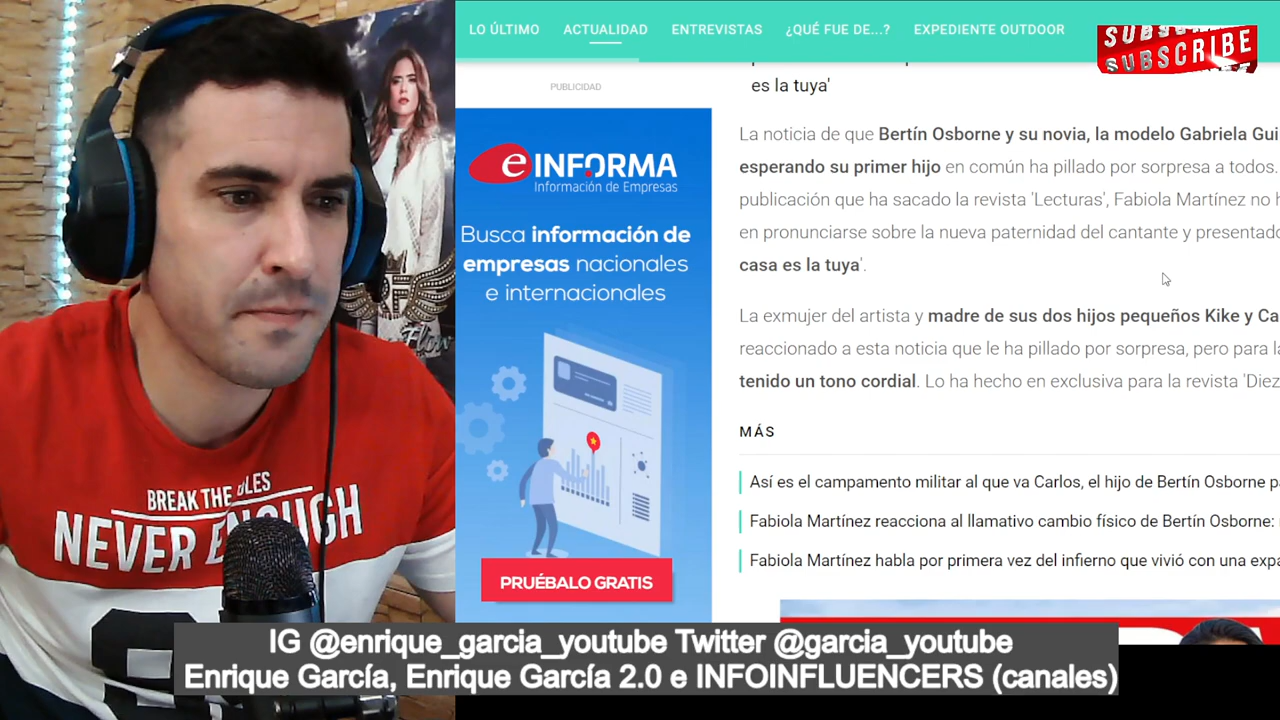 LO ÚLTIMO
ACTUALIDAD
ENTREVISTAS
¿QUÉ FUE DE...?
EXPEDIENTE OUTDOOR
SUBSCRIBE
PUBLICIDAD
es la tuya'
La noticia de que Bertín Osborne y su novia, la modelo Gabriela Gui
esperando su primer hijo en común ha pillado por sorpresa a todos.
publicación que ha sacado la revista 'Lecturas', Fabiola Martínez no h
en pronunciarse sobre la nueva paternidad del cantante y presentado
casa es la tuya'.
La exmujer del artista y madre de sus dos hijos pequeños Kike y Ca
reaccionado a esta noticia que le ha pillado por sorpresa, pero para la
tenido un tono cordial. Lo ha hecho en exclusiva para la revista 'Diez
MÁS
Así es el campamento militar al que va Carlos, el hijo de Bertín Osborne pa
Fabiola Martínez reacciona al llamativo cambio físico de Bertín Osborne:
Fabiola Martínez habla por primera vez del infierno que vivió con una expa
e INFORMA
Información de Empresas
Busca información de
empresas nacionales
e internacionales
PRUÉBALO GRATIS
Flow
BREAK THE RULES
NEVER ENOUGH
IG @enrique_garcia_youtube Twitter @garcia_youtube
Enrique García, Enrique García 2.0 e INFOINFLUENCERS (canales)